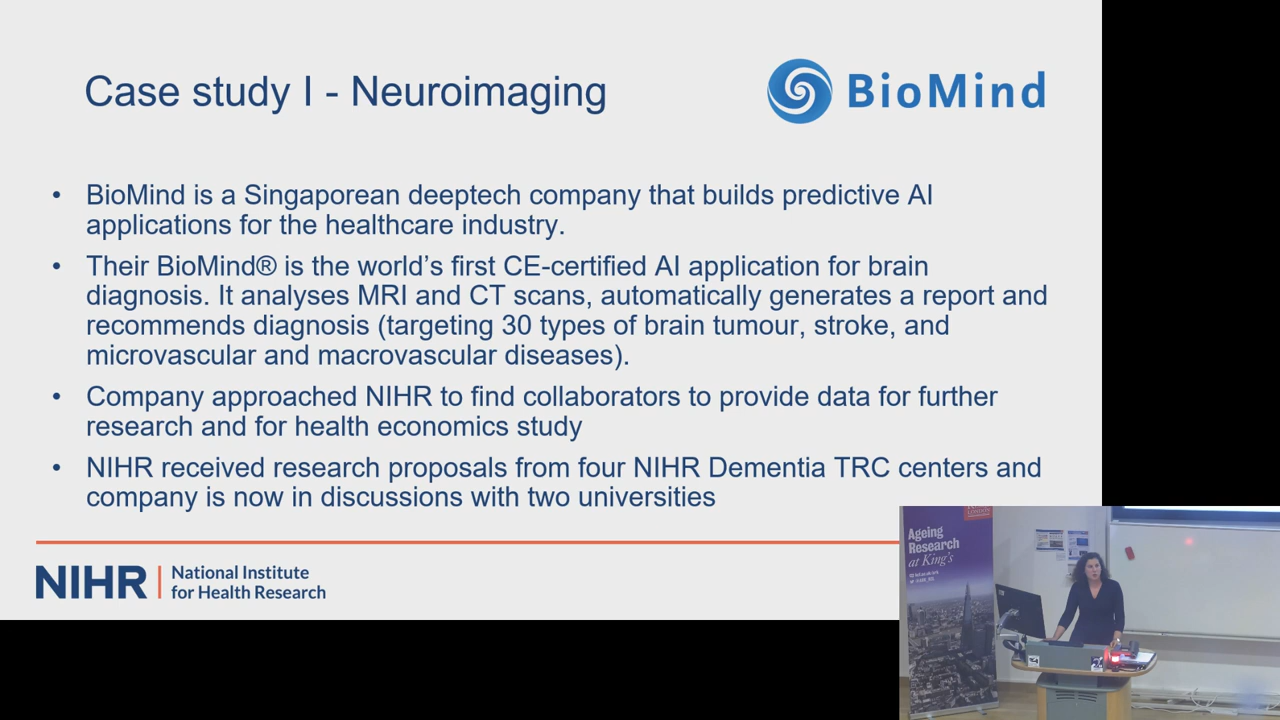 Case study I - Neuroimaging
BioMind
• BioMind is a Singaporean deeptech company that builds predictive AI
applications for the healthcare industry.
• Their BioMind® is the world’s first CE-certified AI application for brain
diagnosis. It analyses MRI and CT scans, automatically generates a report and
recommends diagnosis (targeting 30 types of brain tumour, stroke, and
microvascular and macrovascular diseases).
• Company approached NIHR to find collaborators to provide data for further
research and for health economics study
• NIHR received research proposals from four NIHR Dementia TRC centers and
company is now in discussions with two universities
NIHR | National Institute
for Health Research
LONDON
Ageing
Research
at King's